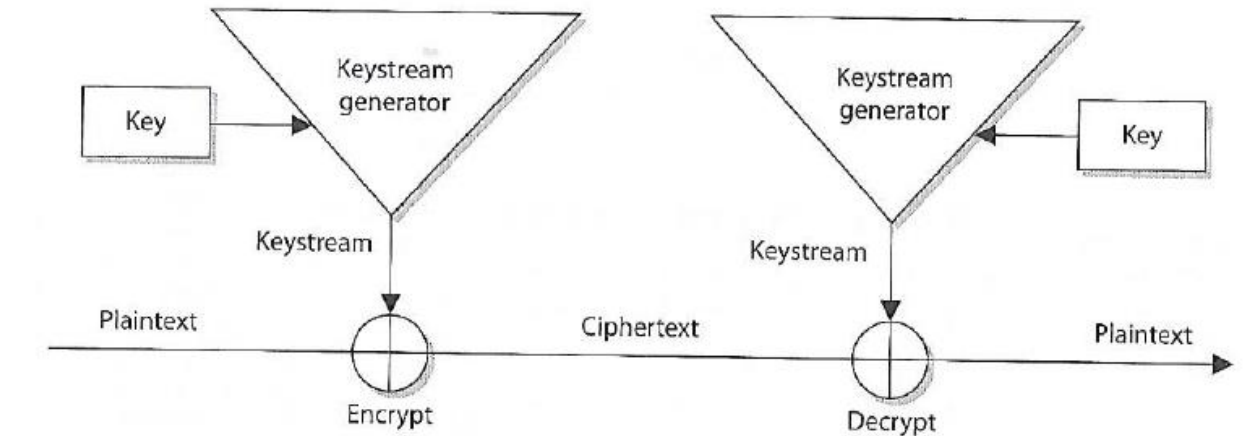 Keystream
generator
Key
Keystream
generator
Key
Keystream
Keystream
Plaintext
Ciphertext
Plaintext
Encrypt
Decrypt